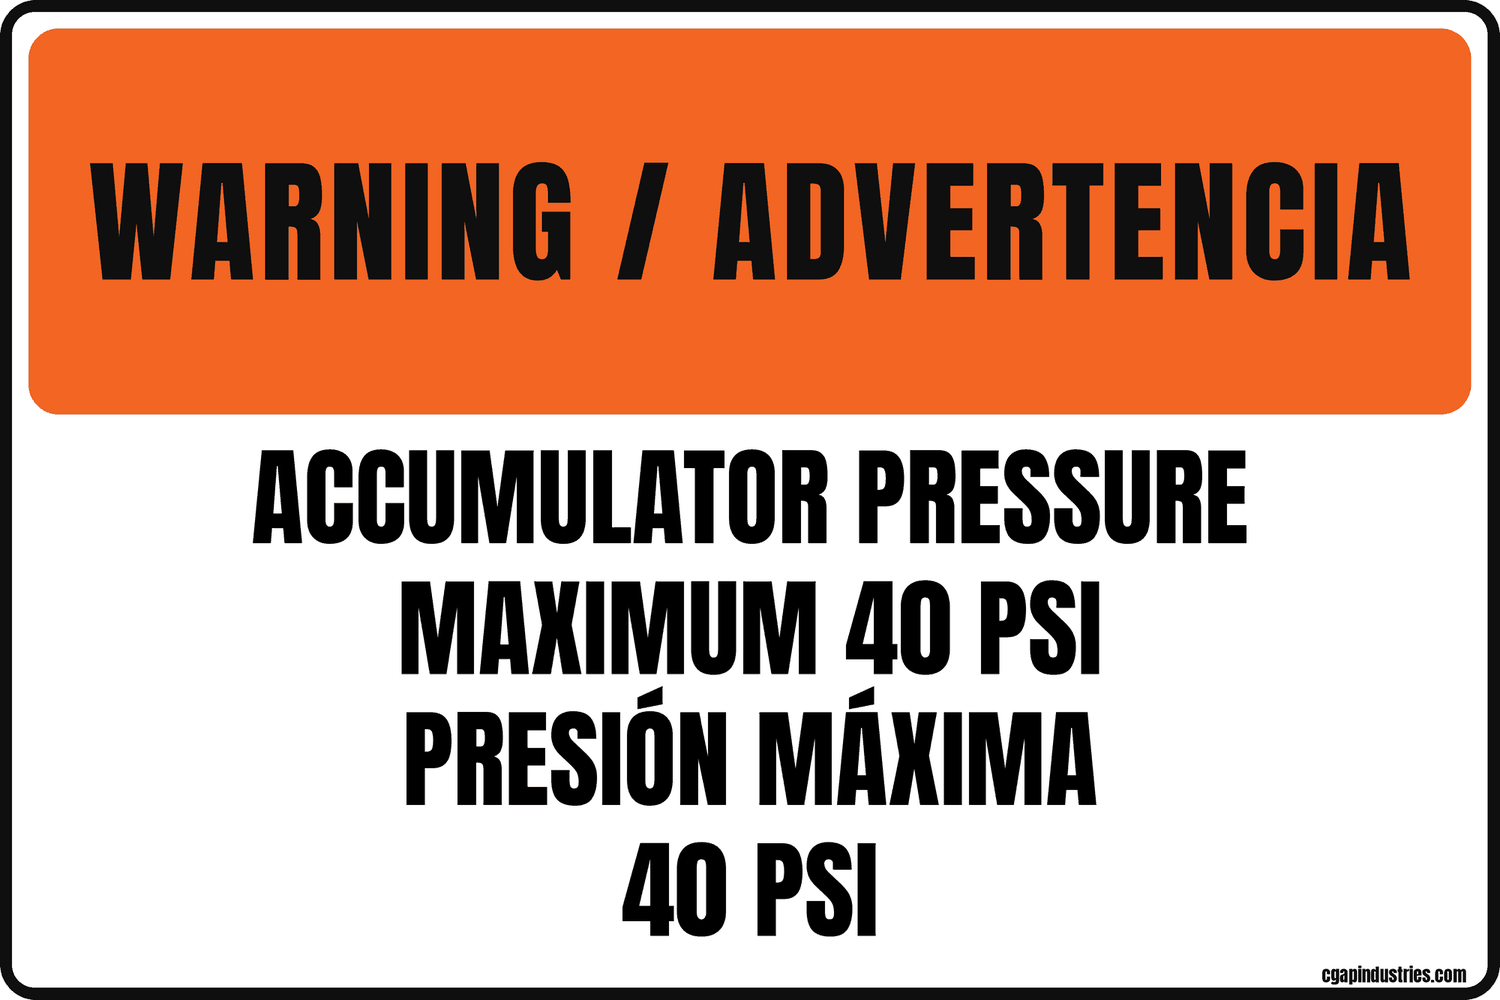 WARNING / ADVERTENCIA
ACCUMULATOR PRESSURE
MAXIMUM 40 PSI
PRESIÓN MÁXIMA
40 PSI
cgapindustries.com